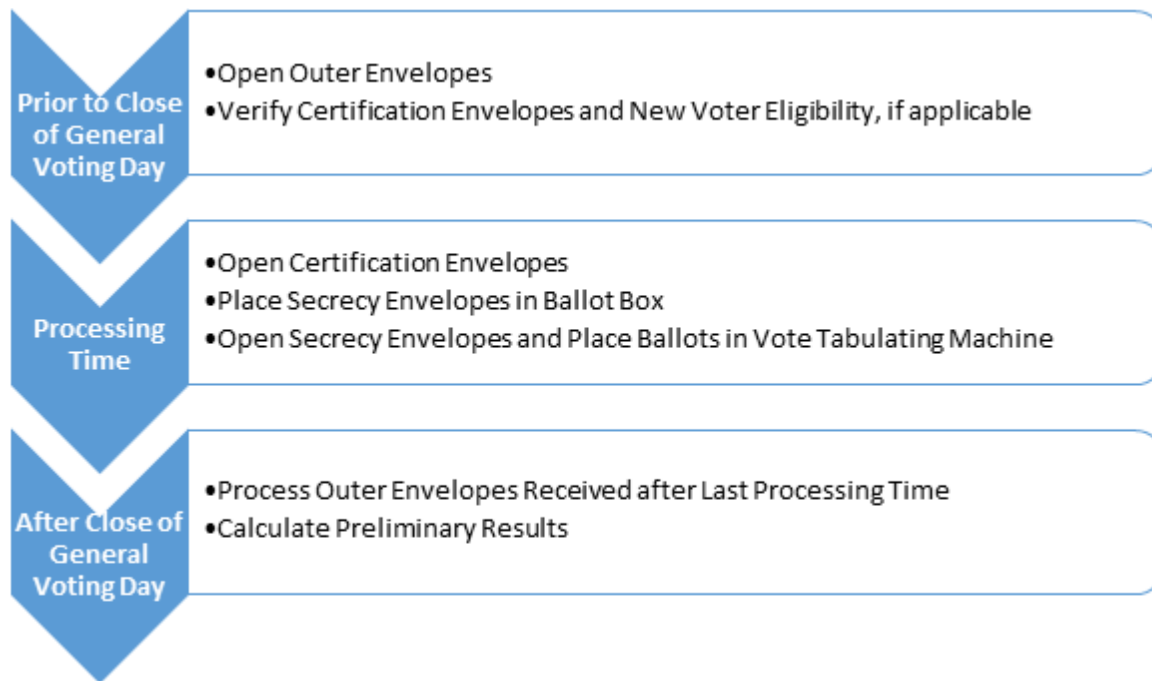 Prior to Close
of General
Voting Day
•Open Outer Envelopes
•Verify Certification Envelopes and New Voter Eligibility, if applicable
Processing
Time
•Open Certification Envelopes
•Place Secrecy Envelopes in Ballot Box
•Open Secrecy Envelopes and Place Ballots in Vote Tabulating Machine
After Close of
General
Voting Day
•Process Outer Envelopes Received after Last Processing Time
•Calculate Preliminary Results